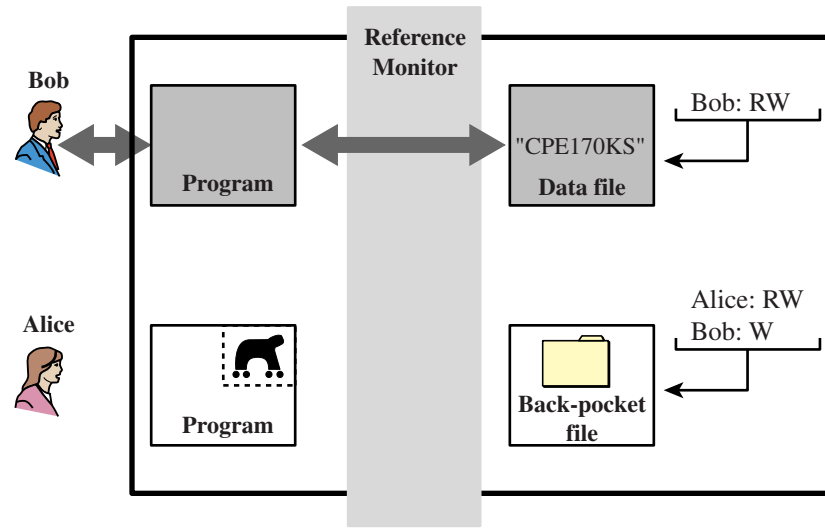 Reference
Monitor
Bob
Program
"CPE170KS"
Data file
Bob: RW
Alice
Program
Back-pocket
file
Alice: RW
Bob: W